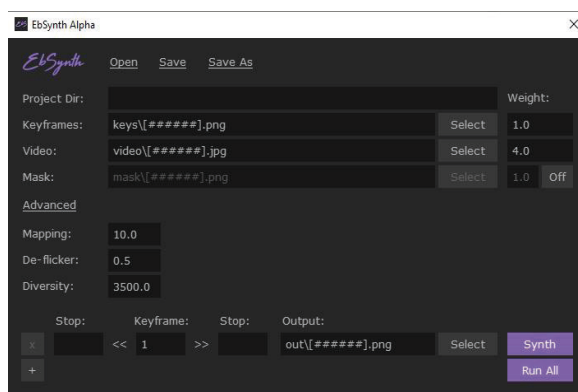 EbSynth Alpha
EbSynth Open Save Save As
Project Dir: Weight:
Keyframes: keys\[######].png Select 1.0
Video: video\[######].jpg Select 4.0
Mask: mask\[######].png Select 1.0 Off
Advanced
Mapping: 10.0
De-flicker: 0.5
Diversity: 3500.0
Stop: Keyframe: Stop: Output:
x << 1 >> out\[######].png Select Synth
+ Run All